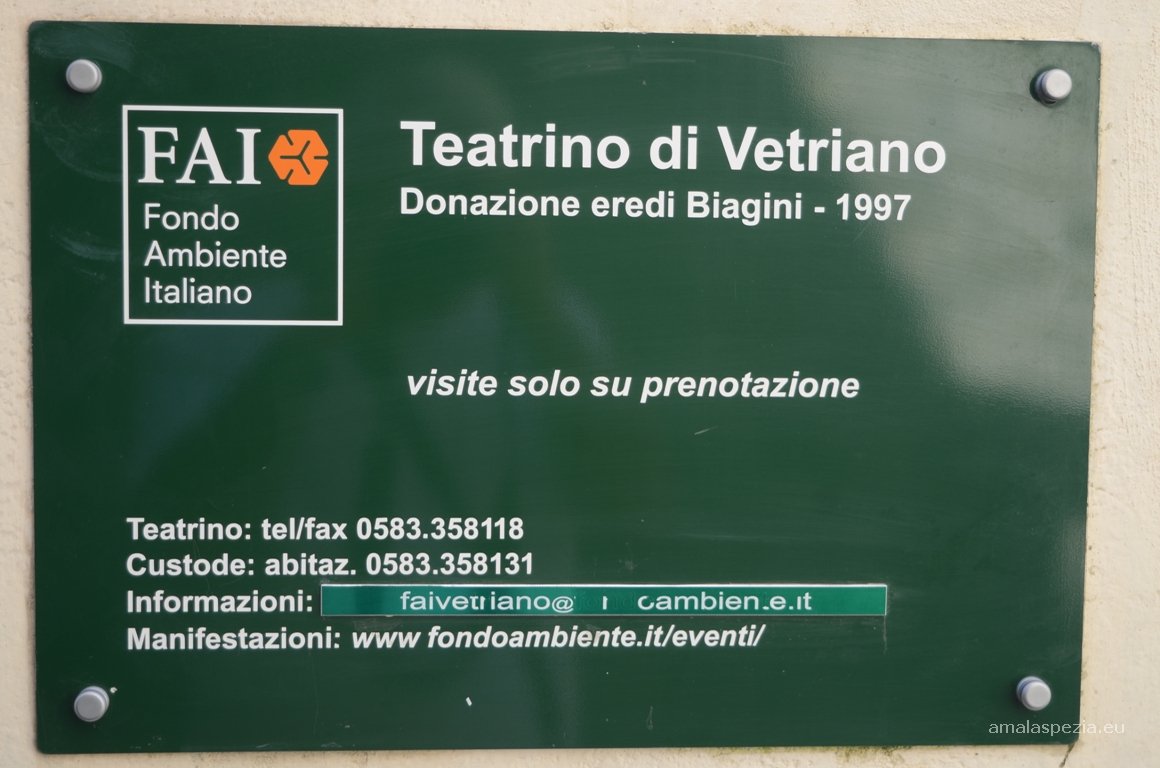 FAI
Fondo
Ambiente
Italiano
Teatrino di Vetriano
Donazione eredi Biagini - 1997
visite solo su prenotazione
Teatrino: tel/fax 0583.358118
Custode: abitaz. 0583.358131
Informazioni:
Manifestazioni: www fondoambiente.it/eventi/
amalaspezia.eu